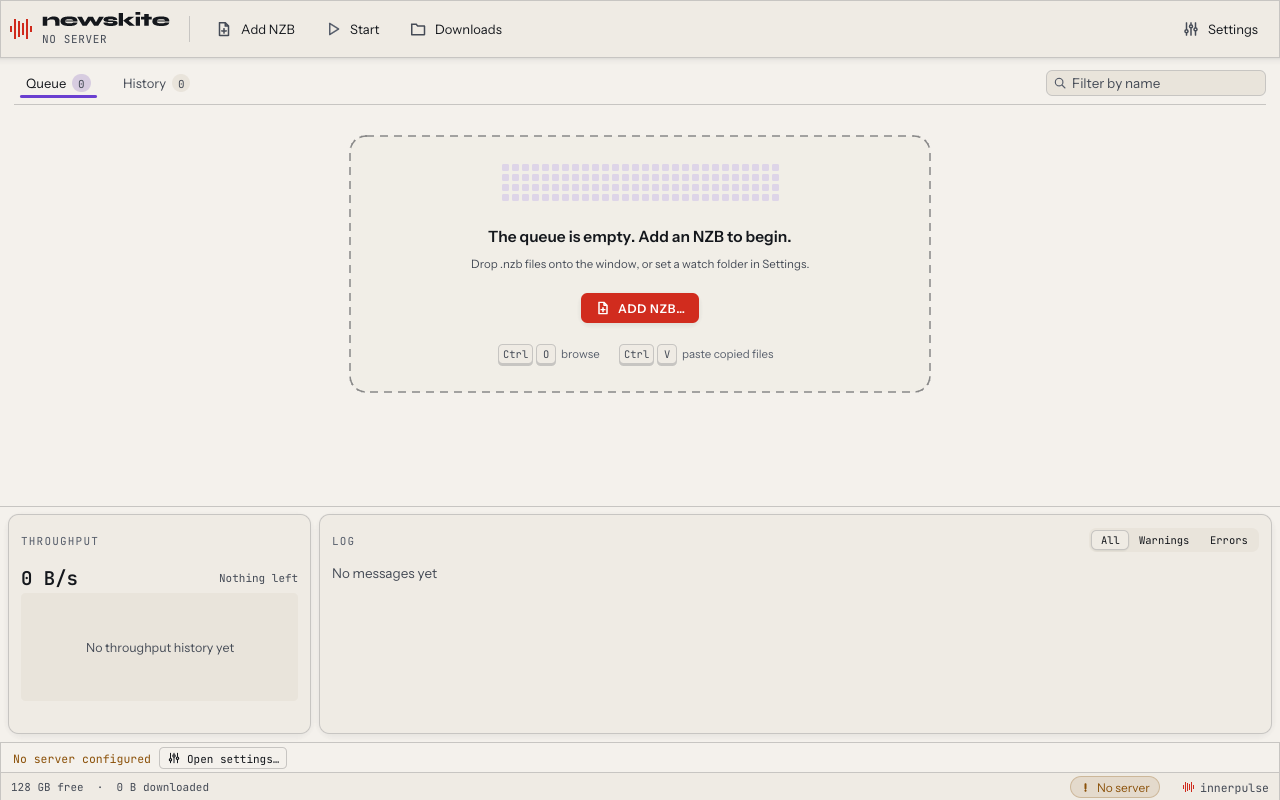 newskite
NO SERVER
Add NZB
Start
Downloads
Settings
Queue 0
History 0
Filter by name
The queue is empty. Add an NZB to begin.
Drop .nzb files onto the window, or set a watch folder in Settings.
ADD NZB…
Ctrl O browse
Ctrl V paste copied files
THROUGHPUT
0 B/s
Nothing left
No throughput history yet
LOG
All
Warnings
Errors
No messages yet
No server configured
Open settings…
128 GB free · 0 B downloaded
! No server
innerpulse